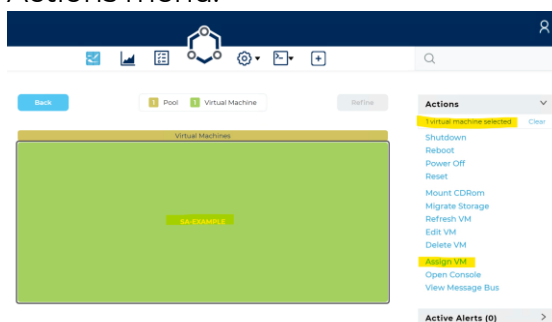 Actions menu.
Back
1 Pool 1 Virtual Machine
Refine
Virtual Machines
SA-EXAMPLE
Actions
1 virtual machine selected Clear
Shutdown
Reboot
Power Off
Reset
Mount CDRom
Migrate Storage
Refresh VM
Edit VM
Delete VM
Assign VM
Open Console
View Message Bus
Active Alerts (0)